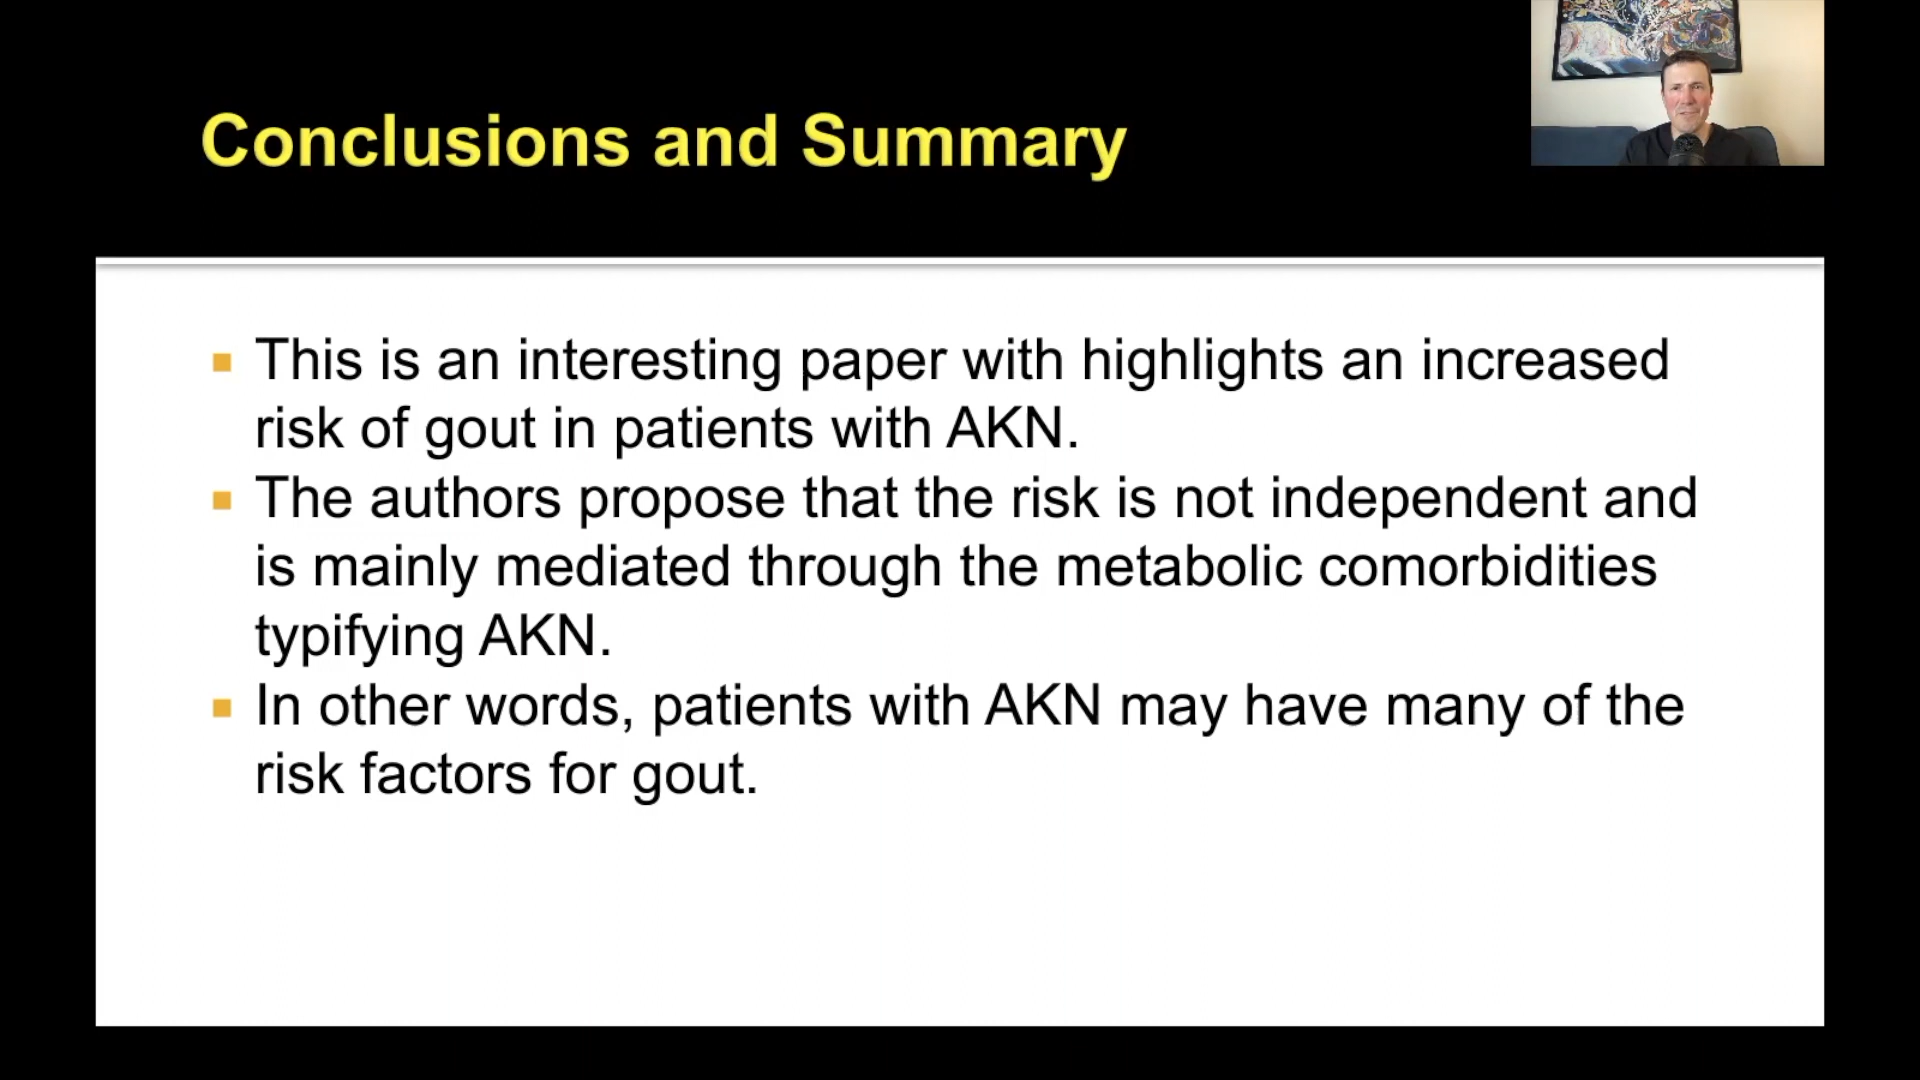 Conclusions and Summary
This is an interesting paper with highlights an increased
risk of gout in patients with AKN.
The authors propose that the risk is not independent and
is mainly mediated through the metabolic comorbidities
typifying AKN.
In other words, patients with AKN may have many of the
risk factors for gout.